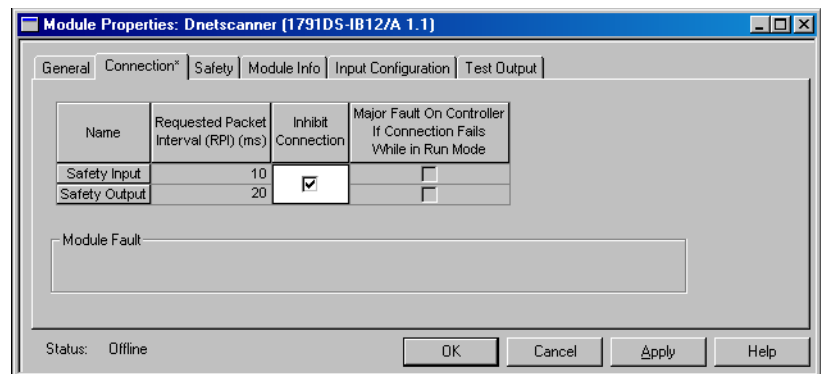 Module Properties: Dnetscanner (1791DS-IB12/A 1.1)
General Connection* Safety Module Info Input Configuration Test Output
Name
Requested Packet
Interval (RPI) (ms)
Inhibit
Connection
Major Fault On Controller
If Connection Fails
While in Run Mode
Safety Input 10
Safety Output 20
Module Fault
Status: Offline OK Cancel Apply Help